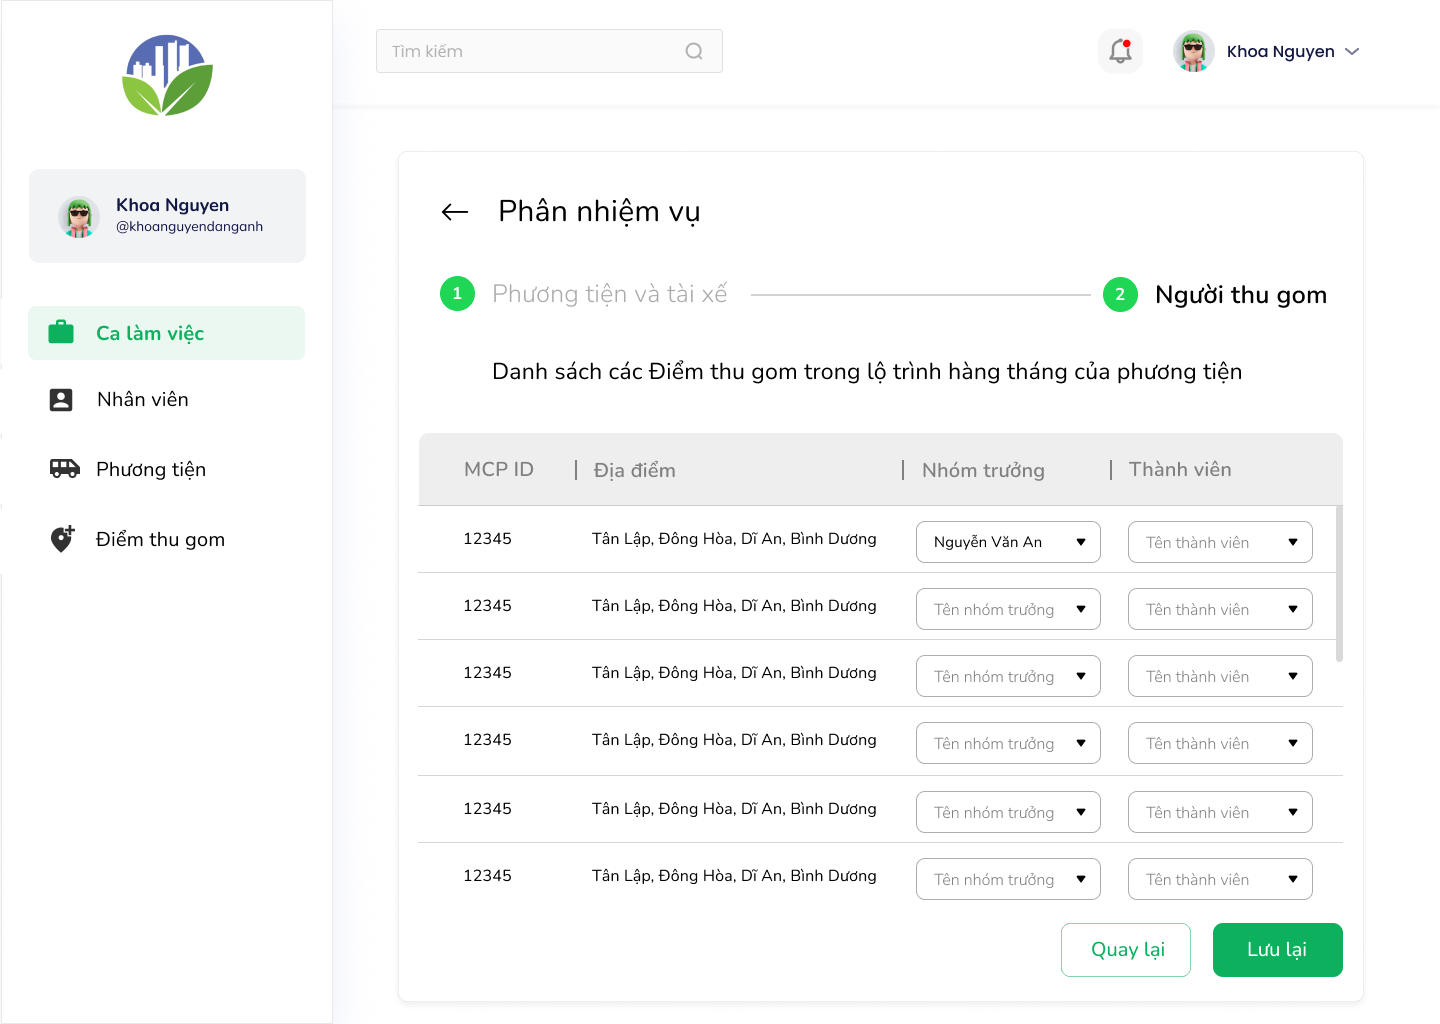 Tìm kiếm
Khoa Nguyen
Khoa Nguyen
@khoanguyendanganh
Ca làm việc
Nhân viên
Phương tiện
Điểm thu gom
Phân nhiệm vụ
1 Phương tiện và tài xế
2 Người thu gom
Danh sách các Điểm thu gom trong lộ trình hàng tháng của phương tiện
MCP ID | Địa điểm | Nhóm trưởng | Thành viên
12345 Tân Lập, Đông Hòa, Dĩ An, Bình Dương Nguyễn Văn An Tên thành viên
12345 Tân Lập, Đông Hòa, Dĩ An, Bình Dương Tên nhóm trưởng Tên thành viên
12345 Tân Lập, Đông Hòa, Dĩ An, Bình Dương Tên nhóm trưởng Tên thành viên
12345 Tân Lập, Đông Hòa, Dĩ An, Bình Dương Tên nhóm trưởng Tên thành viên
12345 Tân Lập, Đông Hòa, Dĩ An, Bình Dương Tên nhóm trưởng Tên thành viên
12345 Tân Lập, Đông Hòa, Dĩ An, Bình Dương Tên nhóm trưởng Tên thành viên
Quay lại
Lưu lại